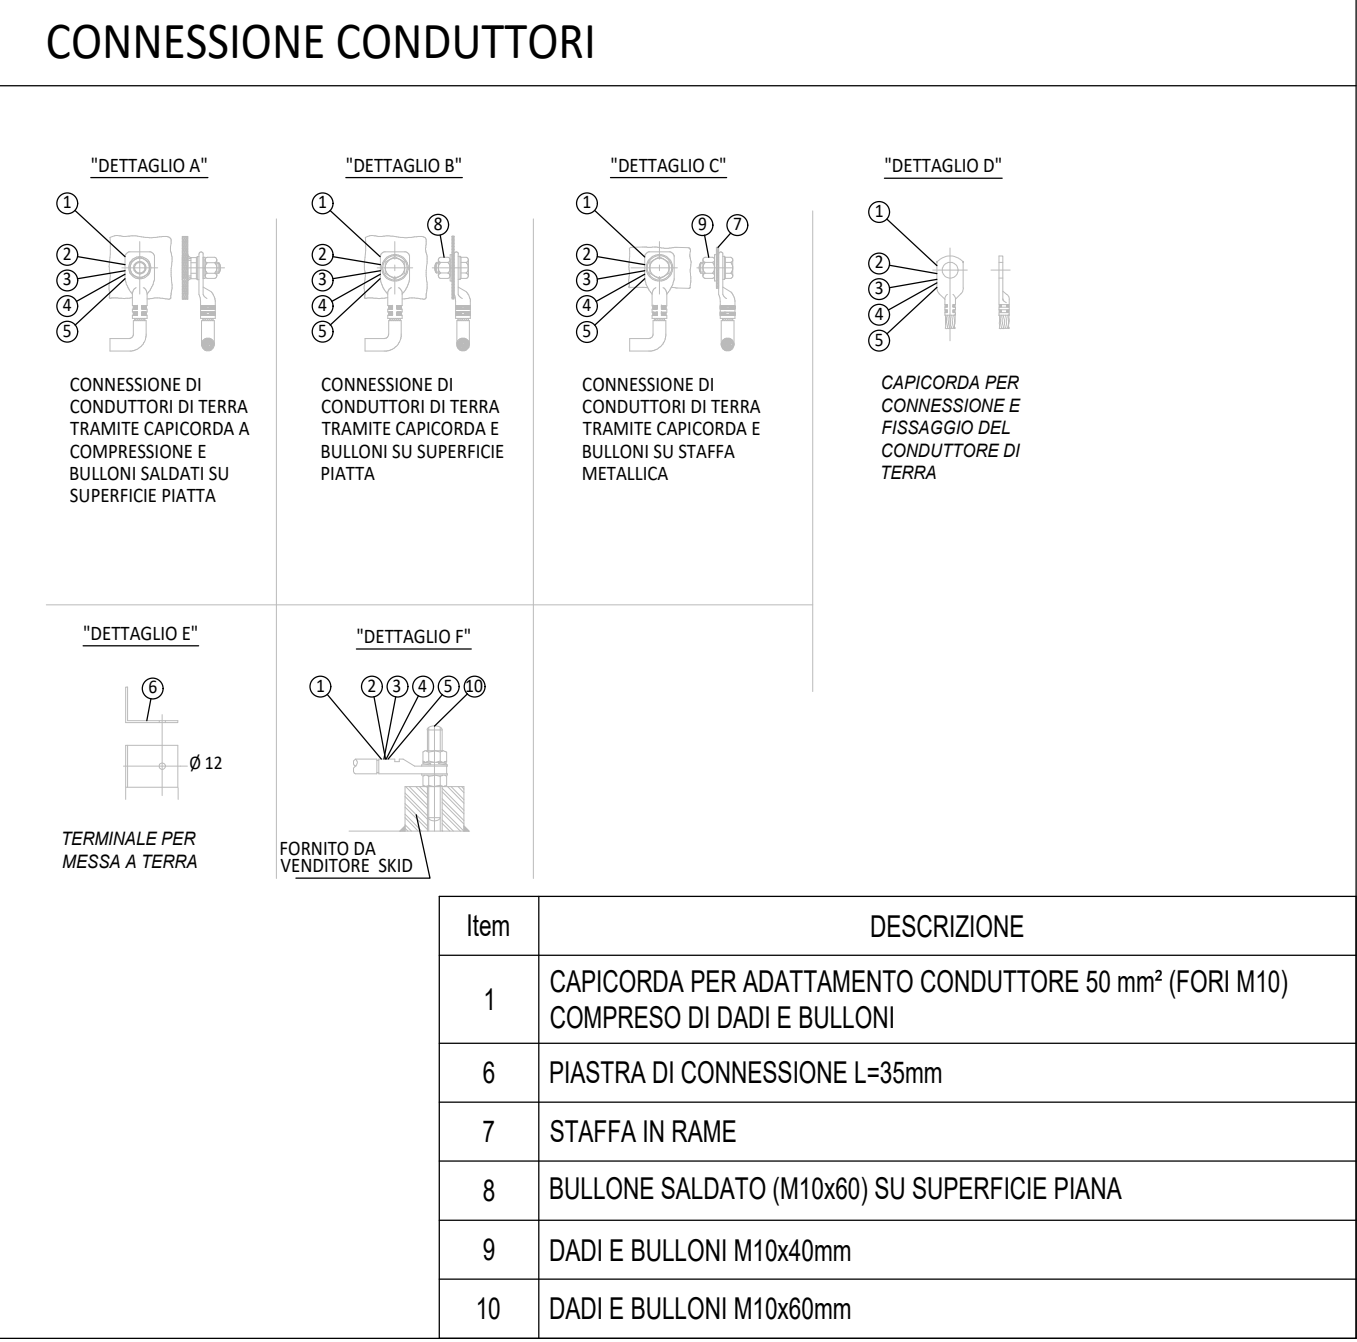 CONNESSIONE CONDUTTORI
"DETTAGLIO A"
1
2
3
4
5
CONNESSIONE DI
CONDUTTORI DI TERRA
TRAMITE CAPICORDA A
COMPRESSIONE E
BULLONI SALDATI SU
SUPERFICIE PIATTA
"DETTAGLIO B"
1
8
2
3
4
5
CONNESSIONE DI
CONDUTTORI DI TERRA
TRAMITE CAPICORDA E
BULLONI SU SUPERFICIE
PIATTA
"DETTAGLIO C"
1
9 7
2
3
4
5
CONNESSIONE DI
CONDUTTORI DI TERRA
TRAMITE CAPICORDA E
BULLONI SU STAFFA
METALLICA
"DETTAGLIO D"
1
2
3
4
5
CAPICORDA PER
CONNESSIONE E
FISSAGGIO DEL
CONDUTTORE DI
TERRA
"DETTAGLIO E"
6
Ø 12
TERMINALE PER
MESSA A TERRA
"DETTAGLIO F"
1 2 3 4 5 10
FORNITO DA
VENDITORE SKID
Item DESCRIZIONE
1 CAPICORDA PER ADATTAMENTO CONDUTTORE 50 mm² (FORI M10)
COMPRESO DI DADI E BULLONI
6 PIASTRA DI CONNESSIONE L=35mm
7 STAFFA IN RAME
8 BULLONE SALDATO (M10x60) SU SUPERFICIE PIANA
9 DADI E BULLONI M10x40mm
10 DADI E BULLONI M10x60mm